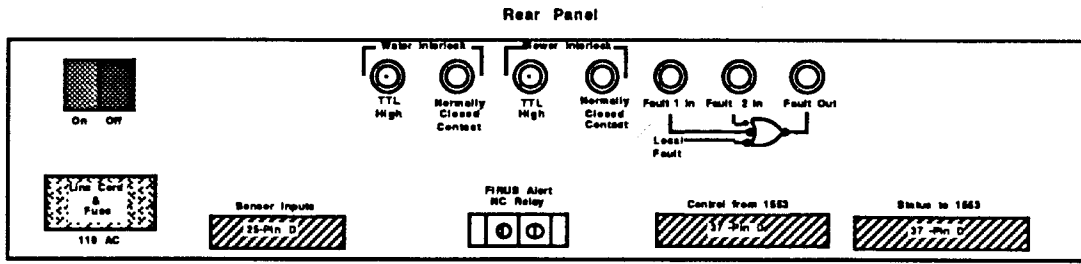 Rear Panel
Water Interlock
Blower Interlock
On Off
TTL
High
Normally
Closed
Contact
TTL
High
Normally
Closed
Contact
Fault 1 In
Fault 2 In
Fault Out
Local
Fault
Line Cord
&
Fuse
110 AC
Sensor Inputs
25-Pin D
FIRUS Alert
NC Relay
Control from 1553
37-Pin D
Status to 1553
37-Pin D